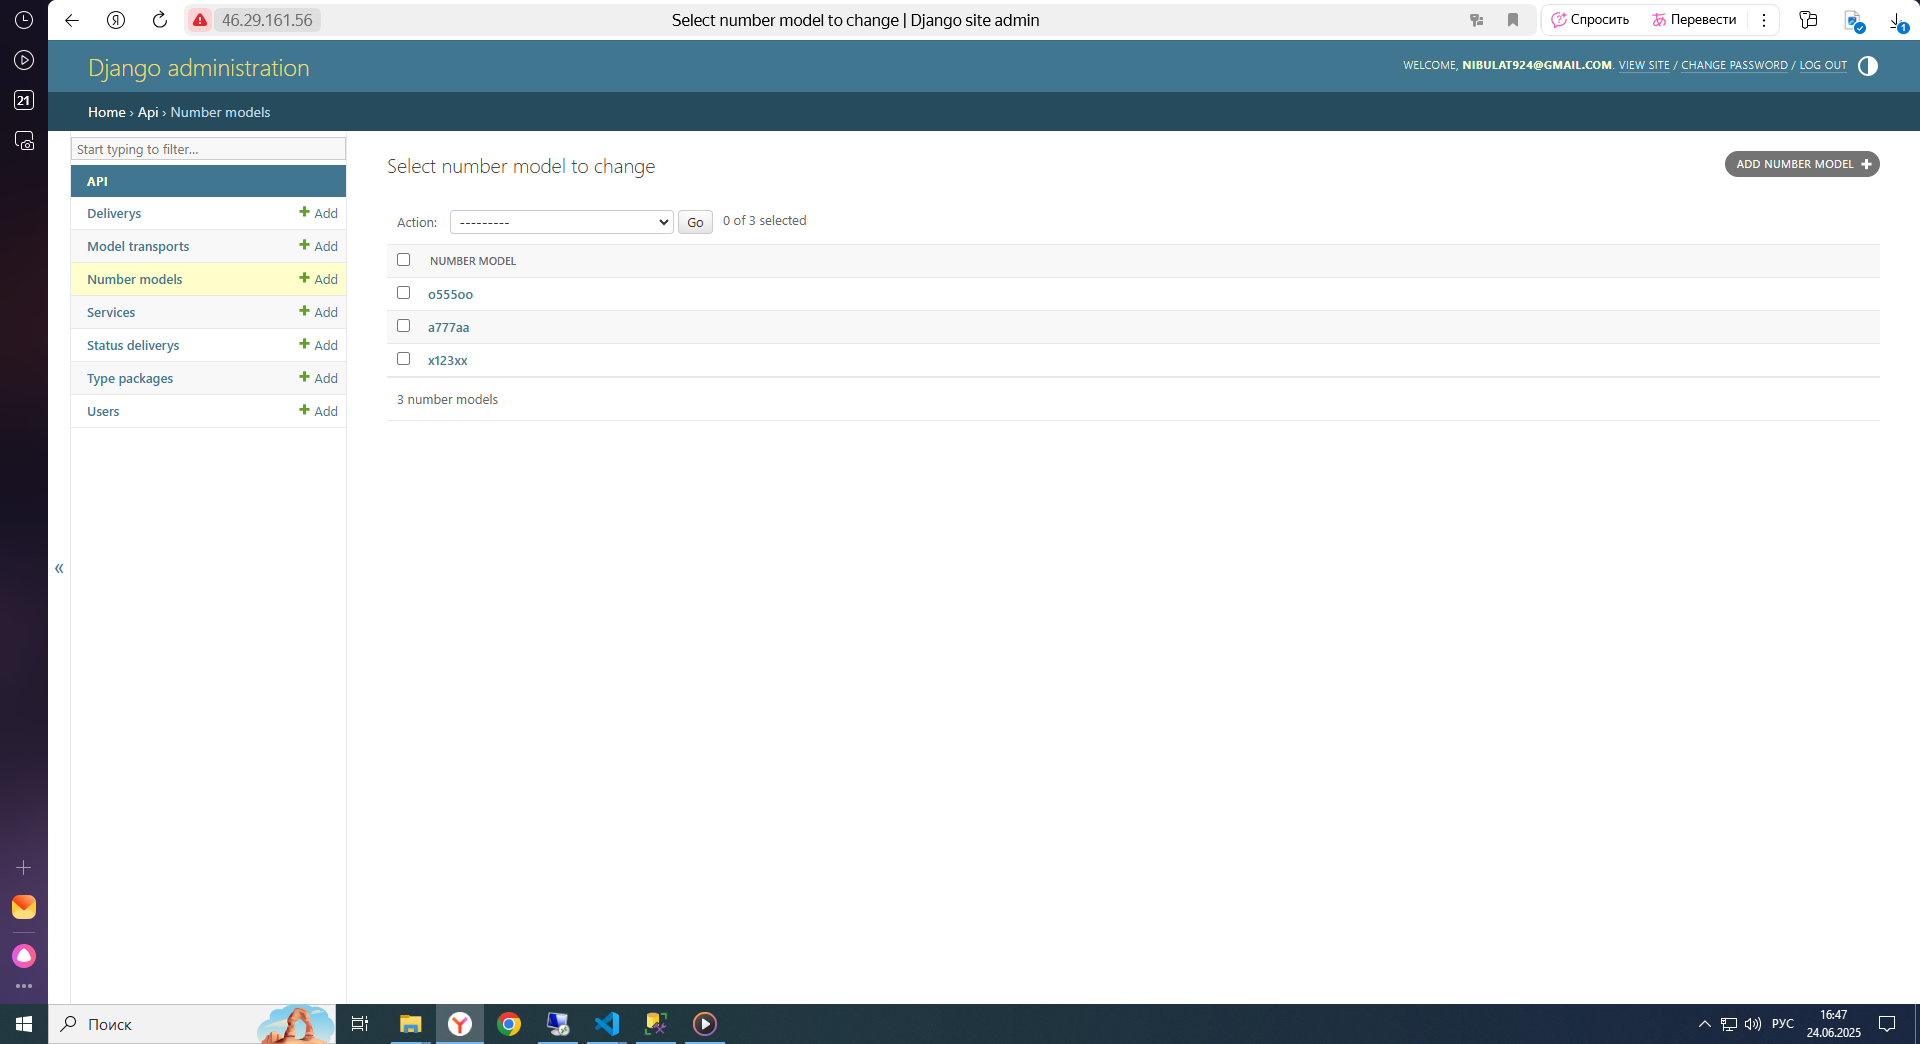 46.29.161.56
Select number model to change | Django site admin
Спросить
Перевести
1
21
Django administration
WELCOME, NIBULAT924@GMAIL.COM. VIEW SITE / CHANGE PASSWORD / LOG OUT
Home › Api › Number models
Start typing to filter...
API
Deliverys Add
Model transports Add
Number models Add
Services Add
Status deliverys Add
Type packages Add
Users Add
«
Select number model to change
ADD NUMBER MODEL
Action: --------- Go 0 of 3 selected
NUMBER MODEL
o555oo
a777aa
x123xx
3 number models
Поиск
РУС
16:47
24.06.2025